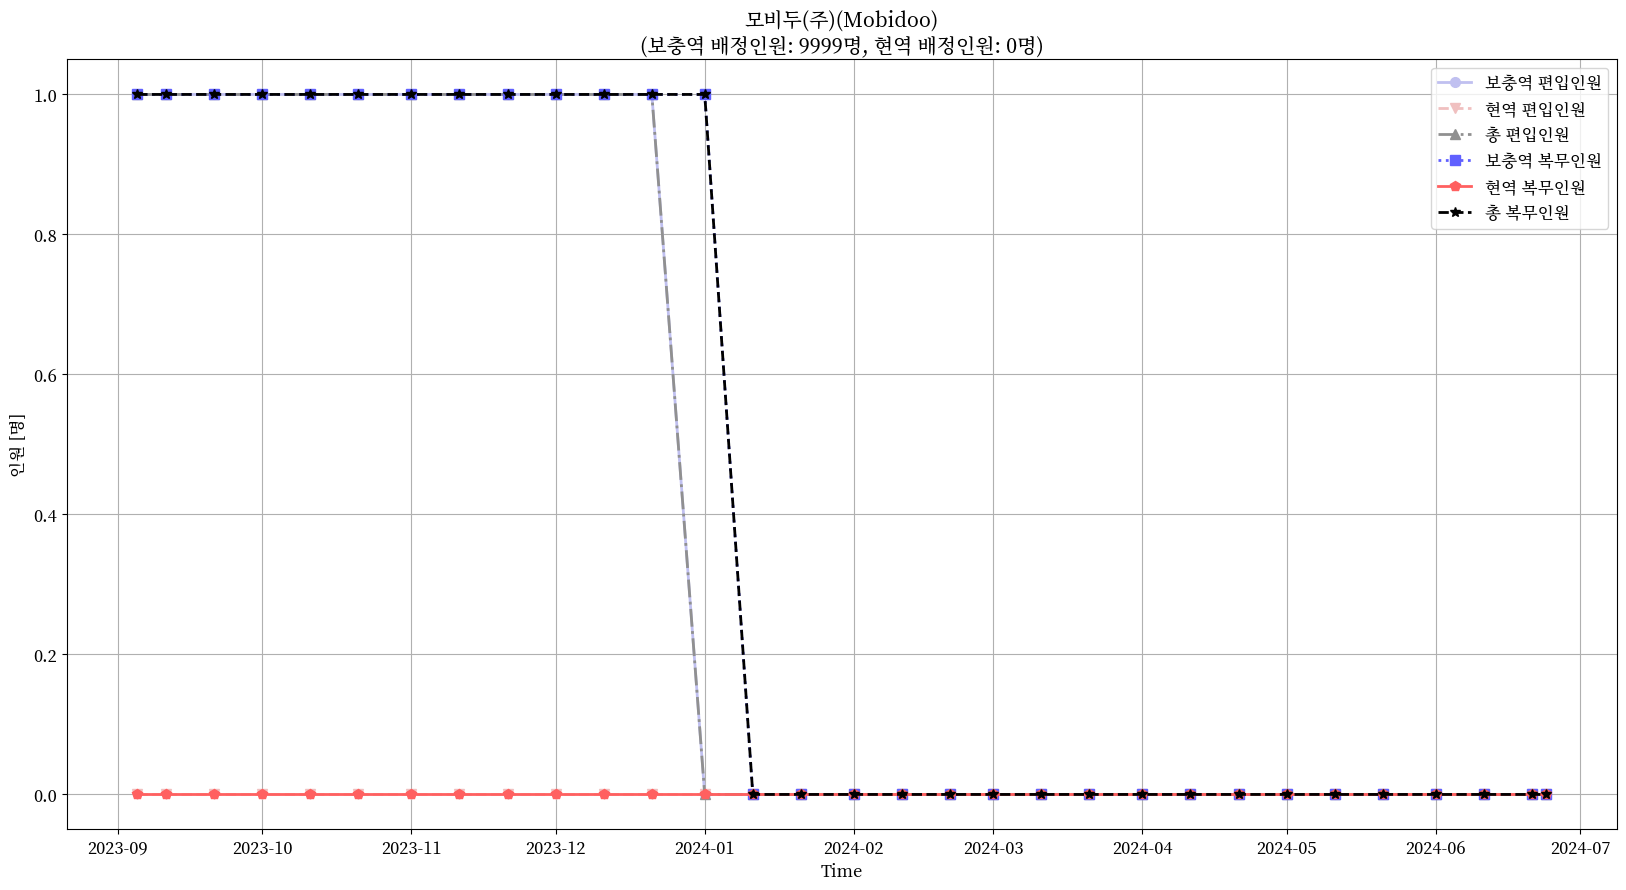 모비두(주)(Mobidoo)
(보충역 배정인원: 9999명, 현역 배정인원: 0명)
보충역 편입인원
현역 편입인원
총 편입인원
보충역 복무인원
현역 복무인원
총 복무인원
1.0
0.8
0.6
0.4
0.2
0.0
인원 [명]
2023-09 2023-10 2023-11 2023-12 2024-01 2024-02 2024-03 2024-04 2024-05 2024-06 2024-07
Time